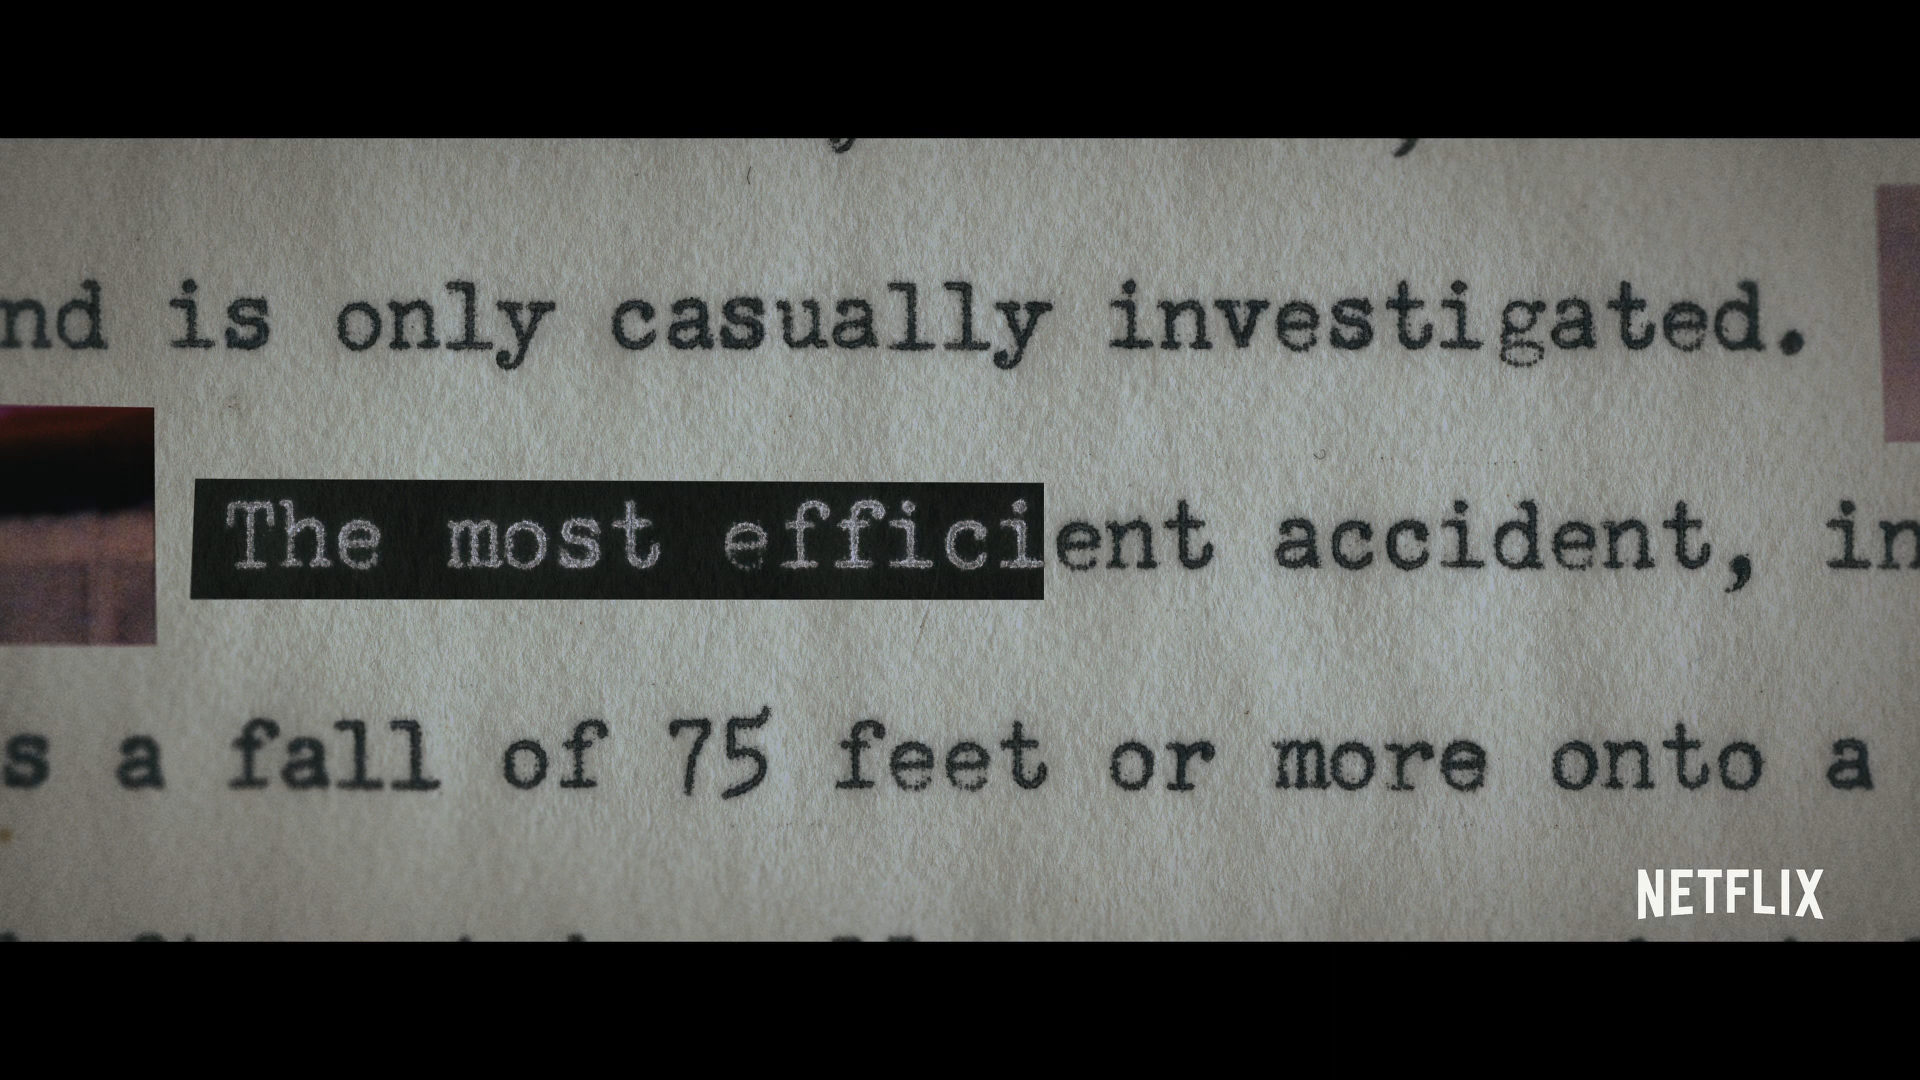 nd is only casually investigated.
The most efficient accident, in
s a fall of 75 feet or more onto a
NETFLIX